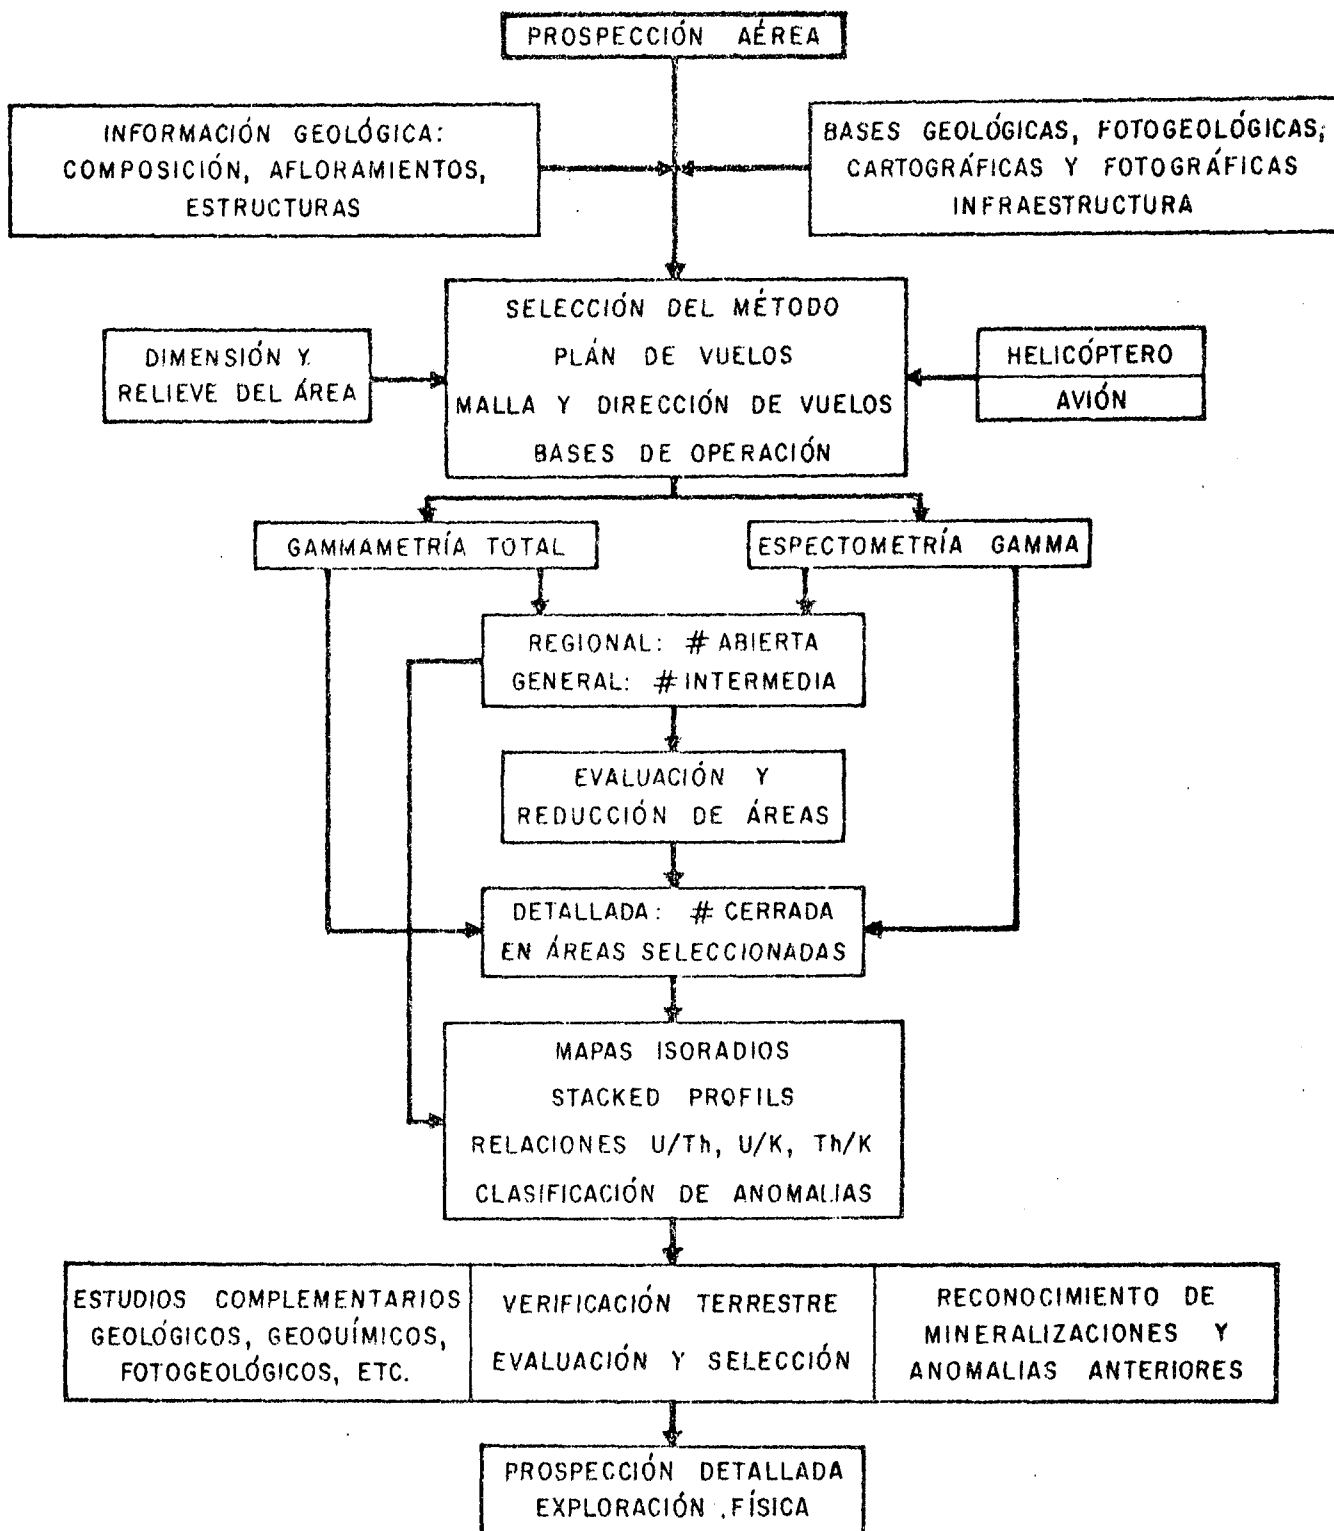 PROSPECCIÓN AÉREA
INFORMACIÓN GEOLÓGICA:
COMPOSICIÓN, AFLORAMIENTOS,
ESTRUCTURAS
BASES GEOLÓGICAS, FOTOGEOLÓGICAS,
CARTOGRÁFICAS Y FOTOGRÁFICAS
INFRAESTRUCTURA
SELECCIÓN DEL MÉTODO
PLÁN DE VUELOS
MALLA Y DIRECCIÓN DE VUELOS
BASES DE OPERACIÓN
DIMENSIÓN Y
RELIEVE DEL ÁREA
HELICÓPTERO
AVIÓN
GAMMAMETRÍA TOTAL
ESPECTOMETRÍA GAMMA
REGIONAL: # ABIERTA
GENERAL: # INTERMEDIA
EVALUACIÓN Y
REDUCCIÓN DE ÁREAS
DETALLADA: # CERRADA
EN ÁREAS SELECCIONADAS
MAPAS ISORADIOS
STACKED PROFILS
RELACIONES U/Th, U/K, Th/K
CLASIFICACIÓN DE ANOMALIAS
ESTUDIOS COMPLEMENTARIOS
GEOLÓGICOS, GEOQUÍMICOS,
FOTOGEOLÓGICOS, ETC.
VERIFICACIÓN TERRESTRE
EVALUACIÓN Y SELECCIÓN
RECONOCIMIENTO DE
MINERALIZACIONES Y
ANOMALIAS ANTERIORES
PROSPECCIÓN DETALLADA
EXPLORACIÓN FÍSICA